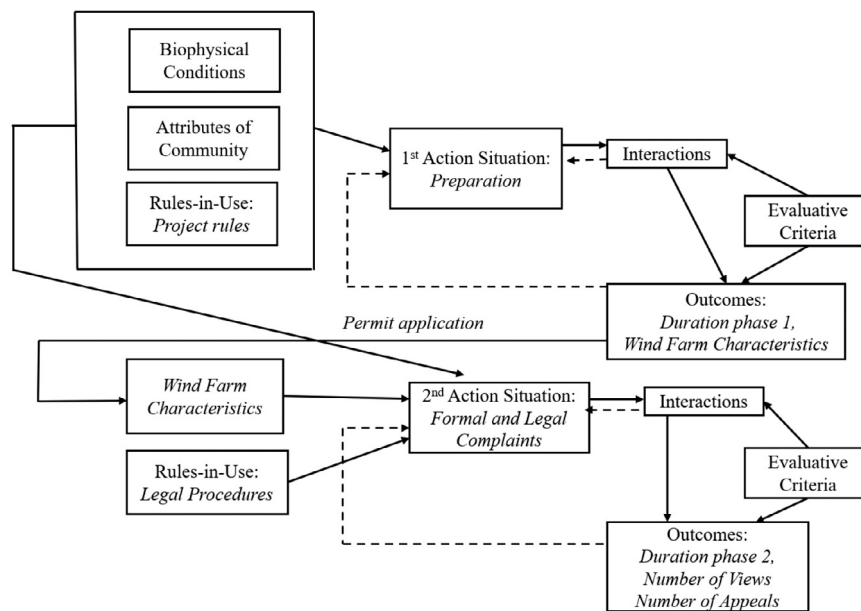 Biophysical
Conditions
Attributes of
Community
Rules-in-Use:
Project rules
1st Action Situation:
Preparation
Interactions
Evaluative
Criteria
Outcomes:
Duration phase 1,
Wind Farm Characteristics
Permit application
Wind Farm
Characteristics
Rules-in-Use:
Legal Procedures
2nd Action Situation:
Formal and Legal
Complaints
Interactions
Evaluative
Criteria
Outcomes:
Duration phase 2,
Number of Views
Number of Appeals